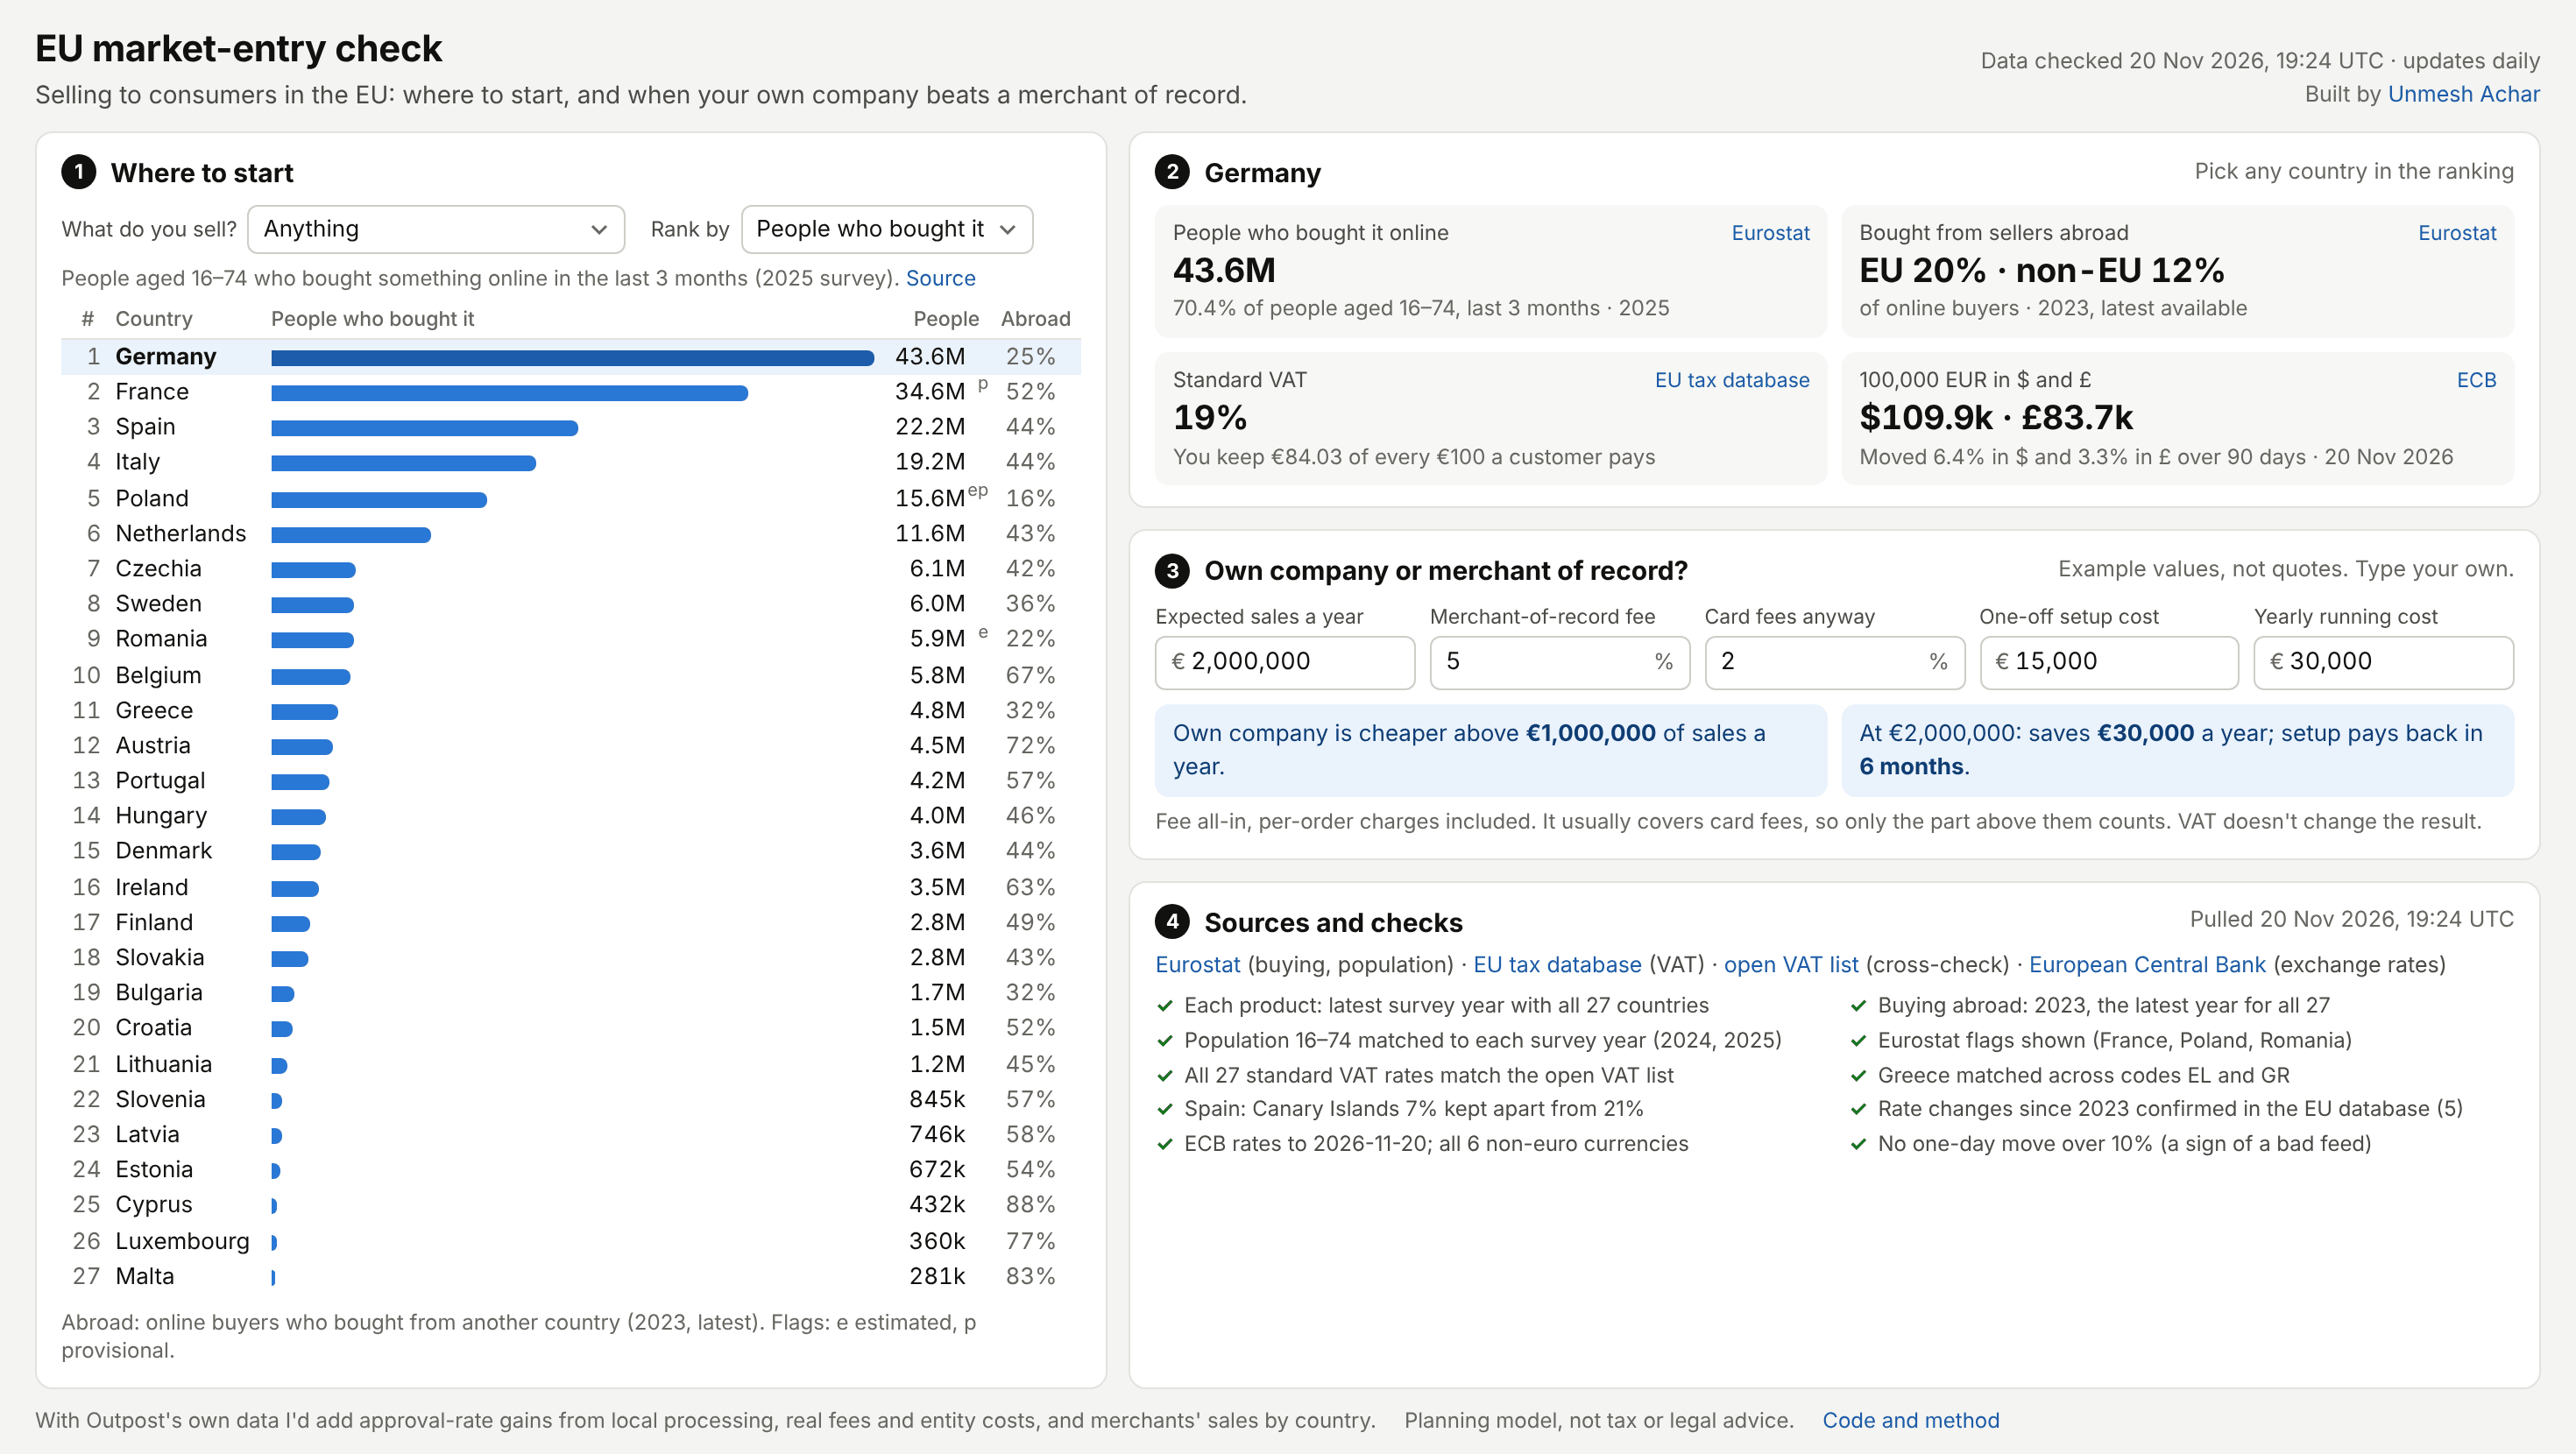 EU market-entry check
Selling to consumers in the EU: where to start, and when your own company beats a merchant of record.
Data checked 20 Nov 2026, 19:24 UTC · updates daily
Built by Unmesh Achar
1 Where to start
What do you sell? Anything Rank by People who bought it
People aged 16–74 who bought something online in the last 3 months (2025 survey). Source
# Country People who bought it People Abroad
1 Germany 43.6M 25%
2 France 34.6M p 52%
3 Spain 22.2M 44%
4 Italy 19.2M 44%
5 Poland 15.6M ep 16%
6 Netherlands 11.6M 43%
7 Czechia 6.1M 42%
8 Sweden 6.0M 36%
9 Romania 5.9M e 22%
10 Belgium 5.8M 67%
11 Greece 4.8M 32%
12 Austria 4.5M 72%
13 Portugal 4.2M 57%
14 Hungary 4.0M 46%
15 Denmark 3.6M 44%
16 Ireland 3.5M 63%
17 Finland 2.8M 49%
18 Slovakia 2.8M 43%
19 Bulgaria 1.7M 32%
20 Croatia 1.5M 52%
21 Lithuania 1.2M 45%
22 Slovenia 845k 57%
23 Latvia 746k 58%
24 Estonia 672k 54%
25 Cyprus 432k 88%
26 Luxembourg 360k 77%
27 Malta 281k 83%
Abroad: online buyers who bought from another country (2023, latest). Flags: e estimated, p
provisional.
2 Germany
Pick any country in the ranking
People who bought it online Eurostat
43.6M
70.4% of people aged 16–74, last 3 months · 2025
Bought from sellers abroad Eurostat
EU 20% · non-EU 12%
of online buyers · 2023, latest available
Standard VAT EU tax database
19%
You keep €84.03 of every €100 a customer pays
100,000 EUR in $ and £ ECB
$109.9k · £83.7k
Moved 6.4% in $ and 3.3% in £ over 90 days · 20 Nov 2026
3 Own company or merchant of record?
Example values, not quotes. Type your own.
Expected sales a year Merchant-of-record fee Card fees anyway One-off setup cost Yearly running cost
€ 2,000,000 5 % 2 % € 15,000 € 30,000
Own company is cheaper above €1,000,000 of sales a
year.
At €2,000,000: saves €30,000 a year; setup pays back in
6 months.
Fee all-in, per-order charges included. It usually covers card fees, so only the part above them counts. VAT doesn't change the result.
4 Sources and checks
Pulled 20 Nov 2026, 19:24 UTC
Eurostat (buying, population) · EU tax database (VAT) · open VAT list (cross-check) · European Central Bank (exchange rates)
✓ Each product: latest survey year with all 27 countries
✓ Buying abroad: 2023, the latest year for all 27
✓ Population 16–74 matched to each survey year (2024, 2025)
✓ Eurostat flags shown (France, Poland, Romania)
✓ All 27 standard VAT rates match the open VAT list
✓ Greece matched across codes EL and GR
✓ Spain: Canary Islands 7% kept apart from 21%
✓ Rate changes since 2023 confirmed in the EU database (5)
✓ ECB rates to 2026-11-20; all 6 non-euro currencies
✓ No one-day move over 10% (a sign of a bad feed)
With Outpost's own data I'd add approval-rate gains from local processing, real fees and entity costs, and merchants' sales by country. Planning model, not tax or legal advice. Code and method